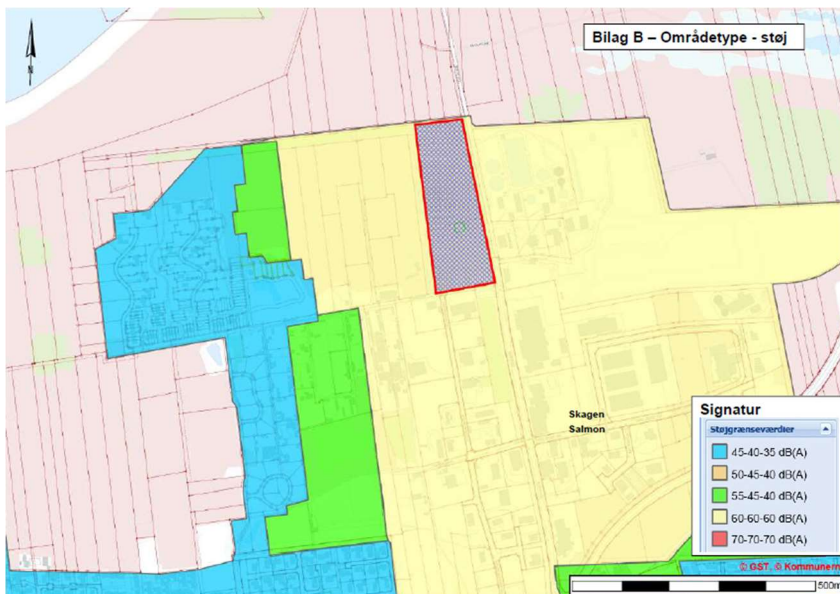 Bilag B – Områdetype - støj
N
Skagen
Salmon
Signatur
Støjgrænseværdier
45-40-35 dB(A)
50-45-40 dB(A)
55-45-40 dB(A)
60-60-60 dB(A)
70-70-70 dB(A)
© GST, © Kommunern
500m